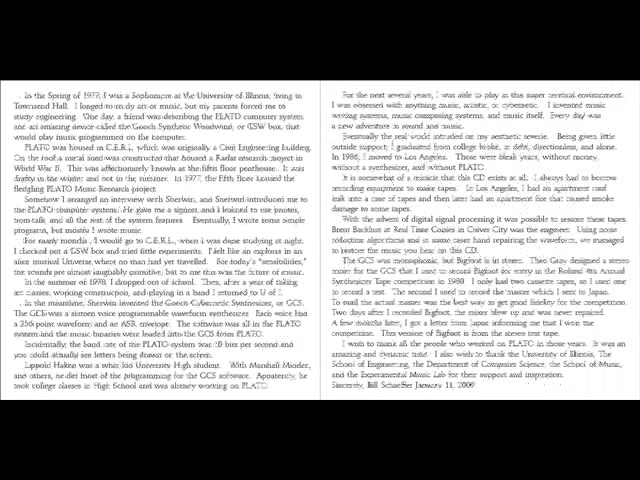 In the Spring of 1977, I was a Sophomore at the University of Illinois, living in
Townsend Hall. I longed to study art or music, but my parents forced me to
study engineering. One day, a friend was describing the PLATO computer system
and an amazing device called the Gooch Synthetic Woodwind, or GSW box, that
would play music programmed on the computer.
PLATO was housed in C.E.R.L., which was originally a Civil Engineering building.
On the roof a metal shed was constructed that housed a Radar research project in
World War II. This was affectionately known as the fifth floor penthouse. It was
drafty in the winter and hot in the summer. In 1977, the fifth floor housed the
fledgling PLATO Music Research project.
Somehow I arranged an interview with Sherwin, and Sherwin introduced me to
the PLATO computer system. He gave me a signon, and I learned to use pnotes,
term-talk, and all the rest of the system features. Eventually, I wrote some simple
programs, but mostly I wrote music.
For many months, I would go to C.E.R.L. when I was done studying at night.
I checked out a GSW box and tried little experiments. I felt like an explorer in an
alien musical Universe where no man had yet travelled. For today's "sensibilities,"
the sounds are almost laughably primitive; but to me this was the future of music.
In the summer of 1978, I dropped out of school. Then, after a year of taking
art classes, working construction, and playing in a band I returned to U of I.
In the meantime, Sherwin invented the Gooch Cybernetic Synthesizer, or GCS.
The GCS was a sixteen voice programmable waveform synthesizer. Each voice had
a 256 point waveform and an ASR envelope. The software was all in the PLATO
system and the music sequences were loaded into the GCS from PLATO.
Incidentally, the baud rate of the PLATO system was 110 bits per second and
you could actually see letters being drawn on the screen.
Lippold Haken was a whiz kid University High student. With Marshall Minder,
and others, he did most of the programming for the GCS software. Apparently, he
took college classes in High School and was already working on PLATO.
For the next several years, I was able to play in this super cerebral environment.
I was obsessed with anything music, artistic, or cybernetic. I invented music
writing systems, music composing systems, and music itself. Every day was
a new adventure in sound and music.
Eventually the real world intruded on my aesthetic reverie. Being given little
outside support, I graduated from college broke, in debt, directionless, and alone.
In 1986, I moved to Los Angeles. Those were bleak years, without money,
without a synthesizer, and without PLATO.
It is somewhat of a miracle that this CD exists at all. I always had to borrow
recording equipment to make tapes. In Los Angeles, I had an apartment roof
leak into a case of tapes and then later had an apartment fire that caused smoke
damage to some tapes.
With the advent of digital signal processing it was possible to restore these tapes.
Brent Backhus at Real Time Copies in Culver City was the engineer. Using noise
reduction algorithms and in some cases hand repairing the waveform, we managed
to restore the music you hear on this CD.
The GCS was monophonic, but Bigfoot is in stereo. Theo Gray designed a stereo
mixer for the GCS that I used to record Bigfoot for entry in the Roland 4th Annual
Synthesizer Tape competition in 1980. I only had two cassette tapes, so I used one
to record a test. The second I used to record the master which I sent to Japan.
To mail the actual master was the best way to get good fidelity for the competition.
Two days after I recorded Bigfoot, the mixer blew up and was never repaired.
A few months later, I got a letter from Japan informing me that I won the
competition. This version of Bigfoot is from the stereo test tape.
I wish to thank all the people who worked on PLATO in those years. It was an
amazing and dynamic time. I also wish to thank the University of Illinois, The
School of Engineering, the Department of Computer Science, the School of Music,
and the Experimental Music Lab for their support and inspiration.
Sincerely, Bill Schaeffer January 11, 2009